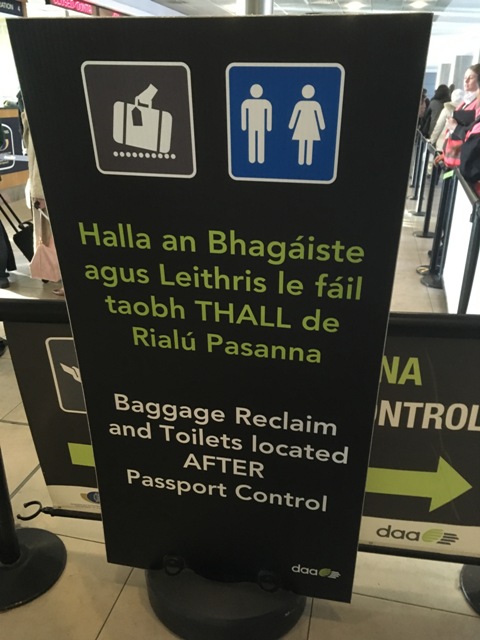 Halla an Bhagáiste
agus Leithris le fáil
taobh THALL de
Rialú Pasanna
Baggage Reclaim
and Toilets located
AFTER
Passport Control
daa
NA
NTROL
daa